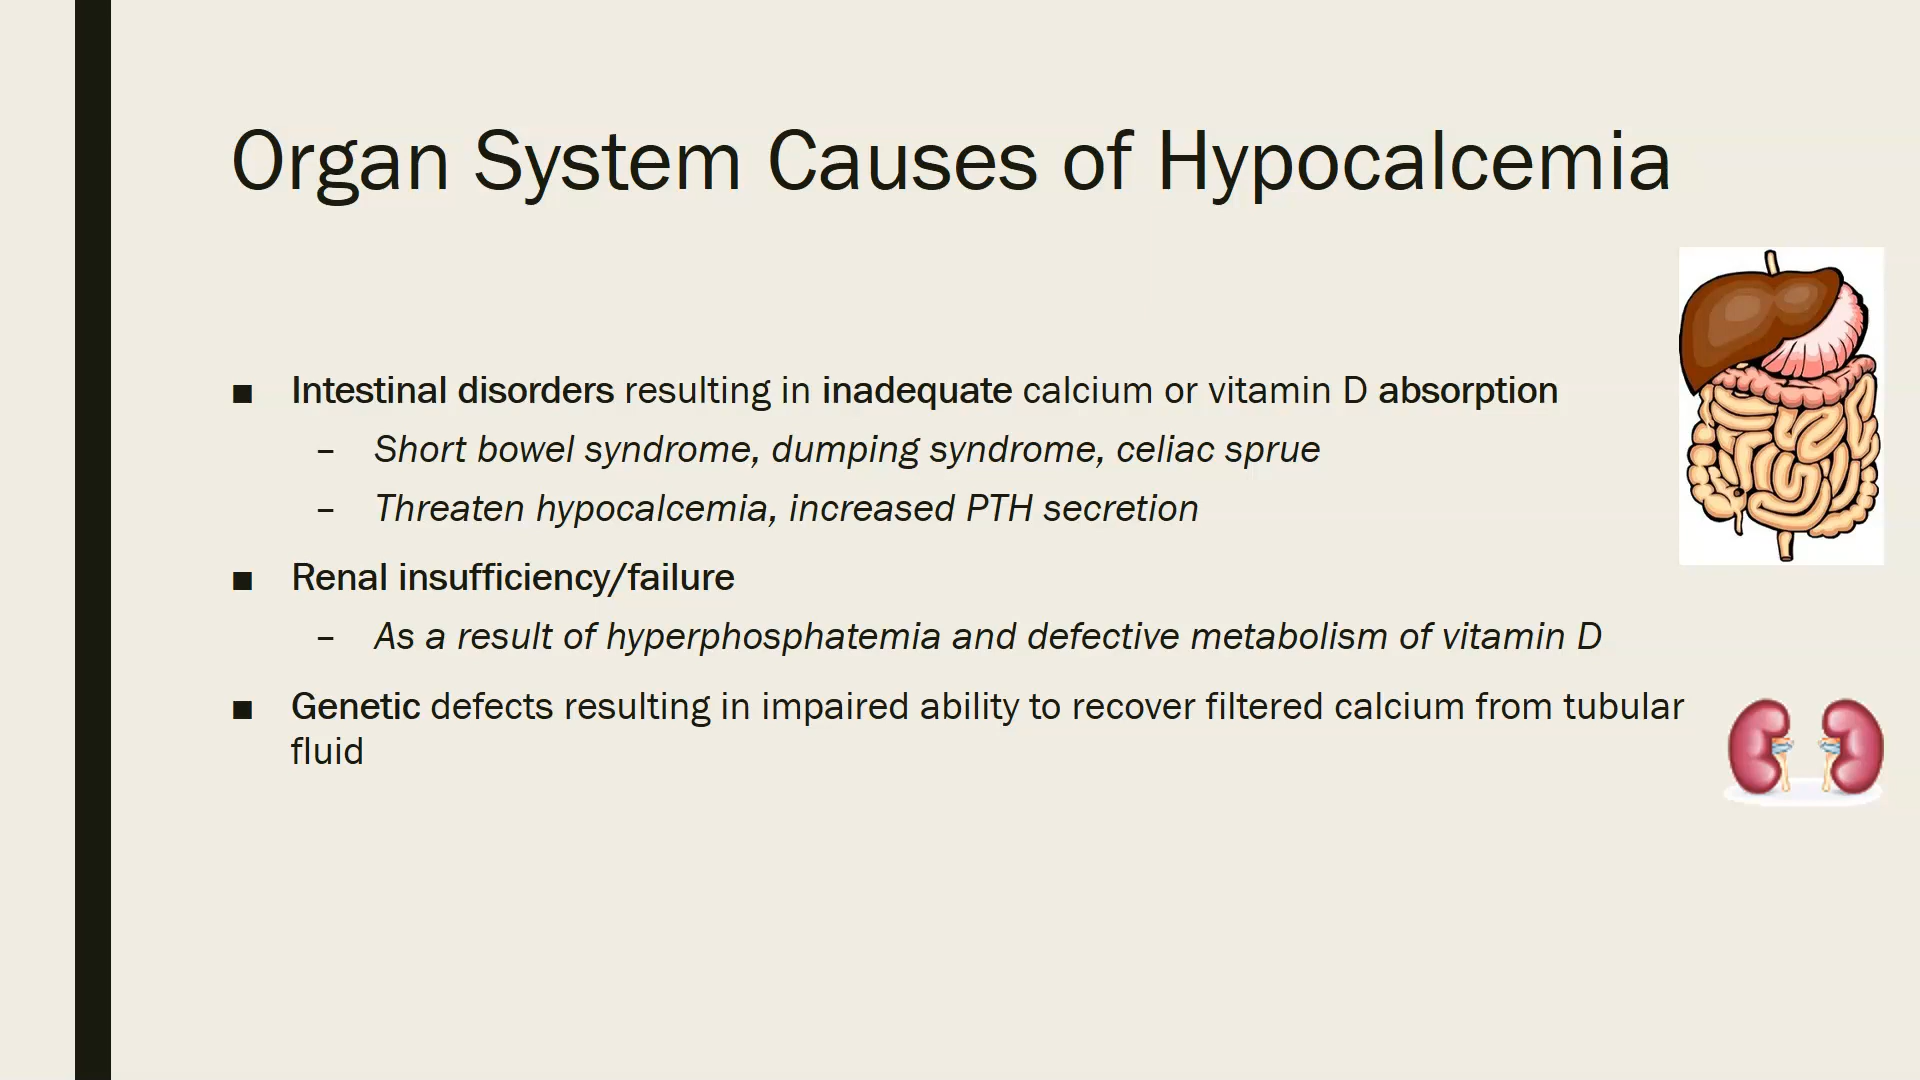 Organ System Causes of Hypocalcemia
■ Intestinal disorders resulting in inadequate calcium or vitamin D absorption
– Short bowel syndrome, dumping syndrome, celiac sprue
– Threaten hypocalcemia, increased PTH secretion
■ Renal insufficiency/failure
– As a result of hyperphosphatemia and defective metabolism of vitamin D
■ Genetic defects resulting in impaired ability to recover filtered calcium from tubular
fluid